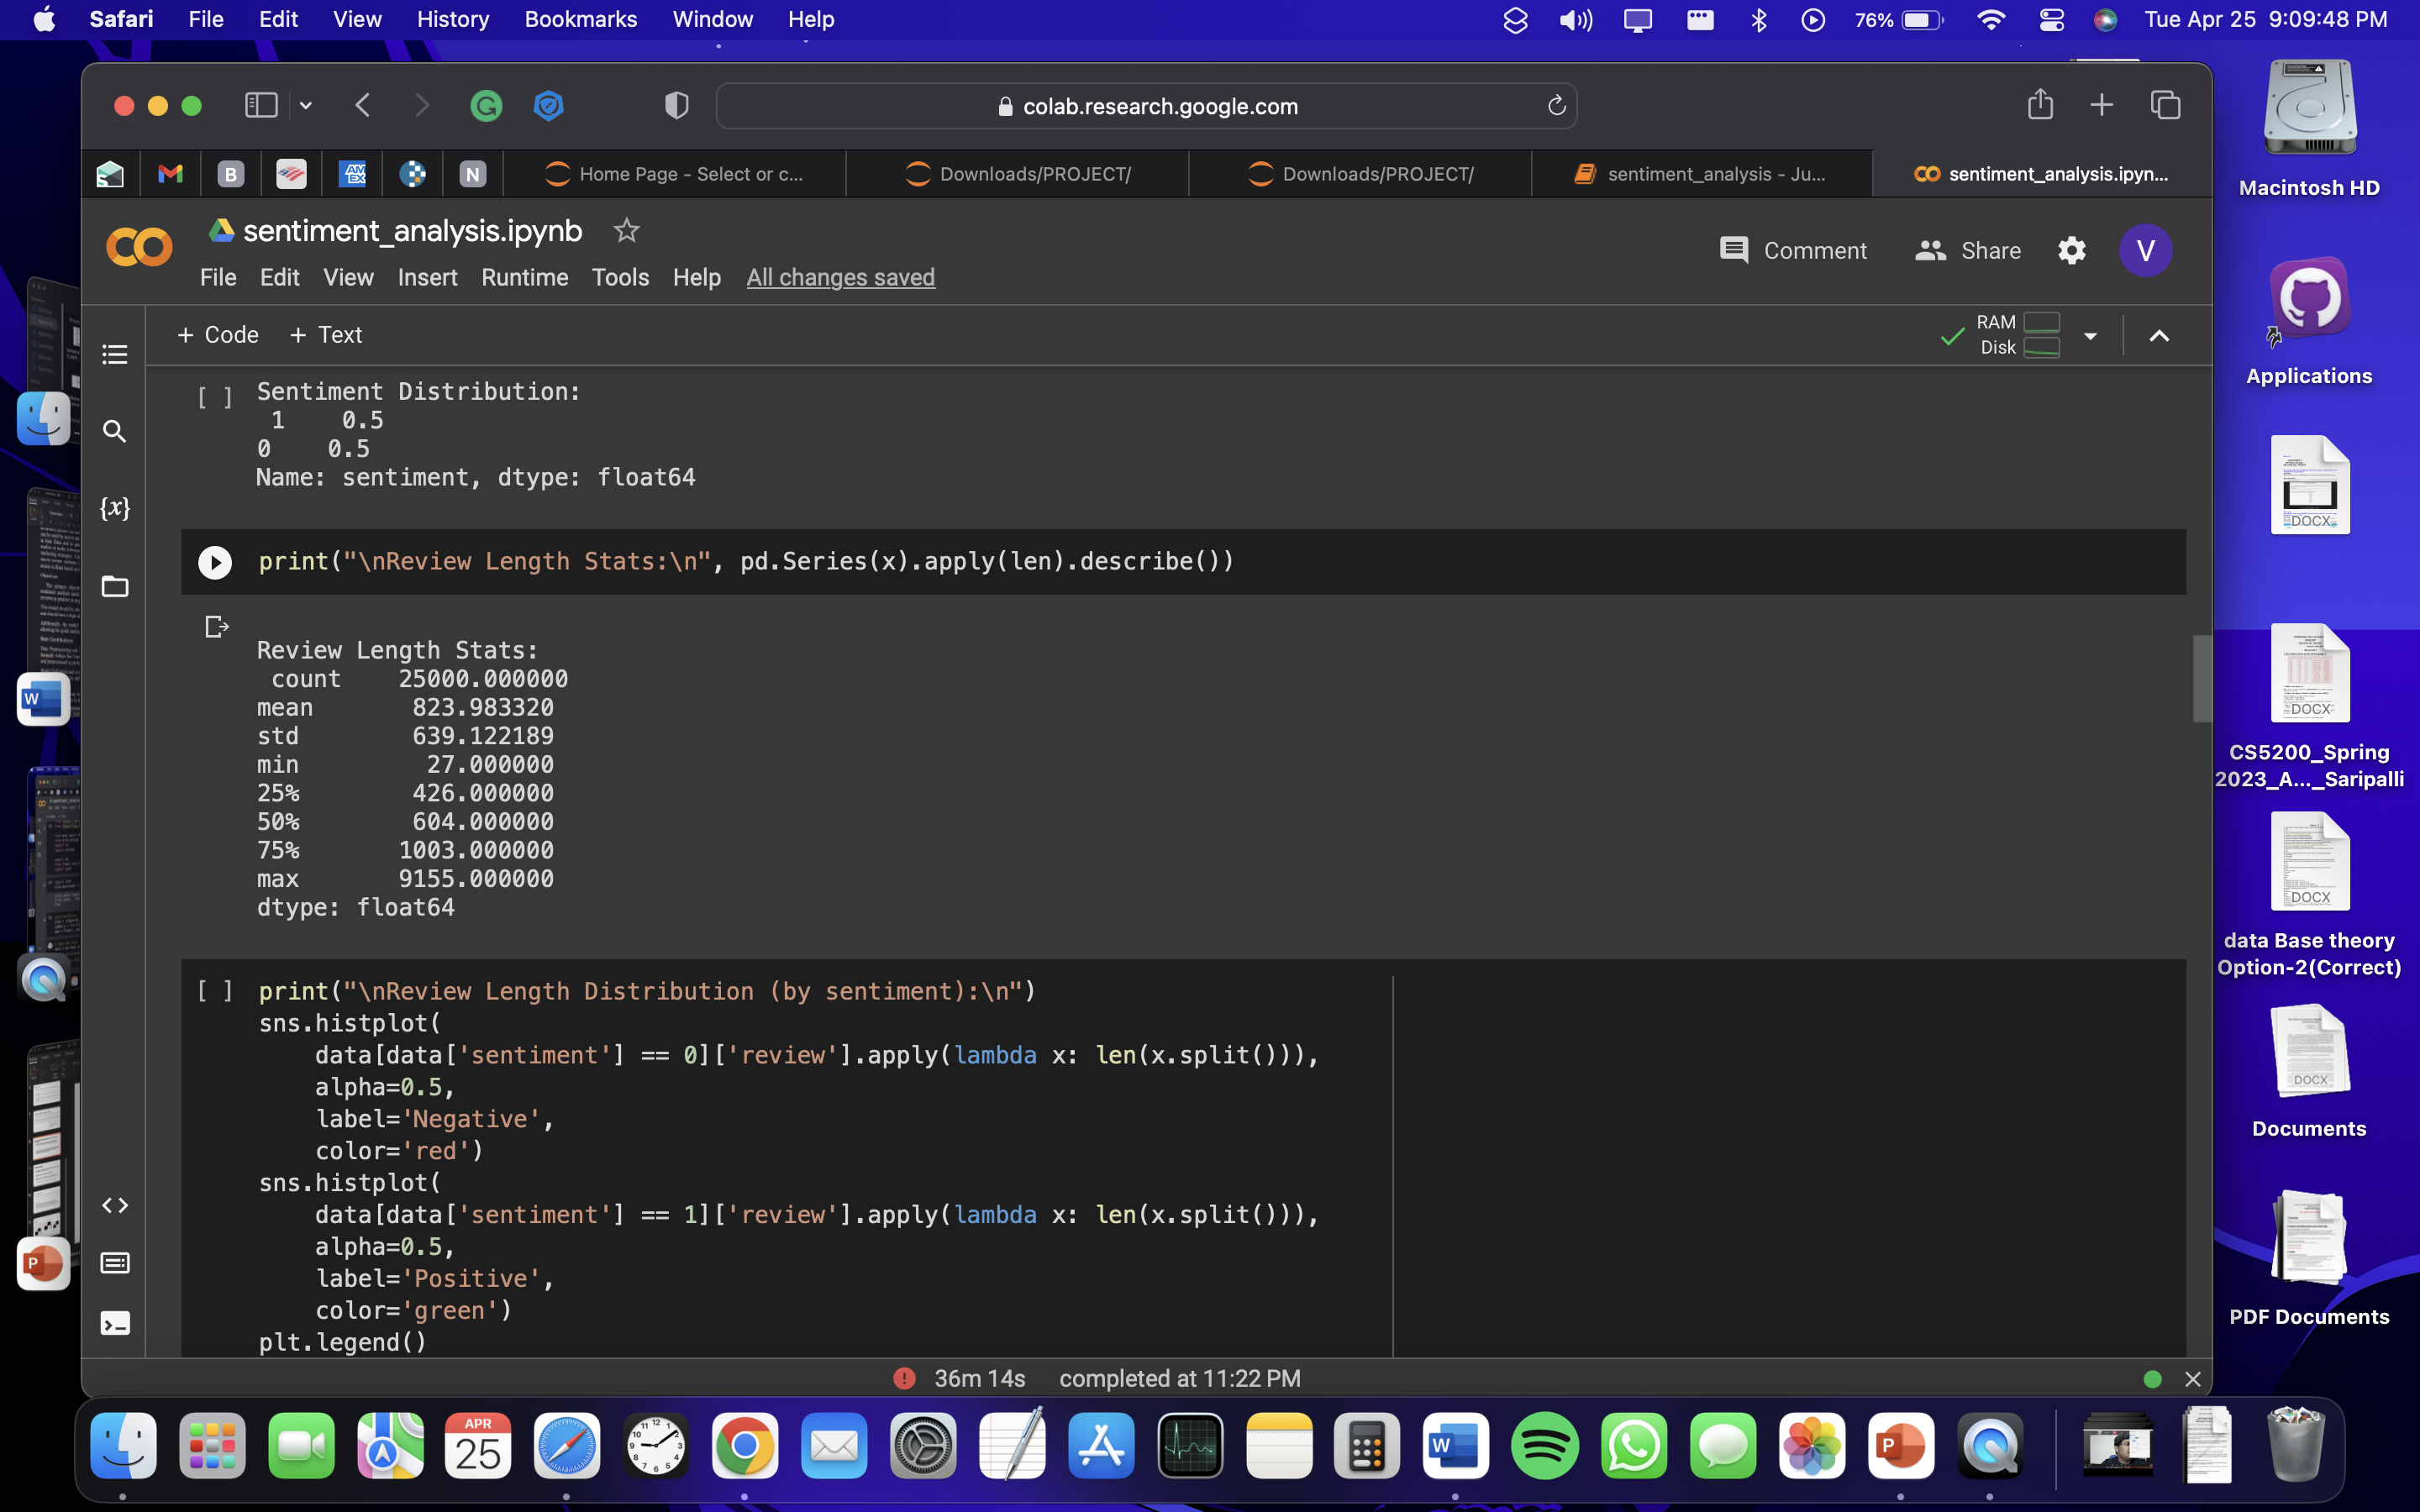 Safari File Edit View History Bookmarks Window Help 76% Tue Apr 25 9:09:48 PM
colab.research.google.com
B AM EX N Home Page - Select or c... Downloads/PROJECT/ Downloads/PROJECT/ sentiment_analysis - Ju... sentiment_analysis.ipyn...
sentiment_analysis.ipynb
Comment Share V
File Edit View Insert Runtime Tools Help All changes saved
+ Code + Text
RAM
Disk
[ ] Sentiment Distribution:
1 0.5
0 0.5
Name: sentiment, dtype: float64
{x}
print("\nReview Length Stats:\n", pd.Series(x).apply(len).describe())
Review Length Stats:
count 25000.000000
mean 823.983320
std 639.122189
min 27.000000
25% 426.000000
50% 604.000000
75% 1003.000000
max 9155.000000
dtype: float64
[ ] print("\nReview Length Distribution (by sentiment):\n")
sns.histplot(
data[data['sentiment'] == 0]['review'].apply(lambda x: len(x.split())),
alpha=0.5,
label='Negative',
color='red')
sns.histplot(
data[data['sentiment'] == 1]['review'].apply(lambda x: len(x.split())),
alpha=0.5,
label='Positive',
color='green')
plt.legend()
36m 14s completed at 11:22 PM
Macintosh HD
Applications
DOCX
DOCX
CS5200_Spring
2023_A..._Saripalli
DOCX
data Base theory
Option-2(Correct)
DOCX
Documents
PDF Documents
W
P
APR
25
W
P